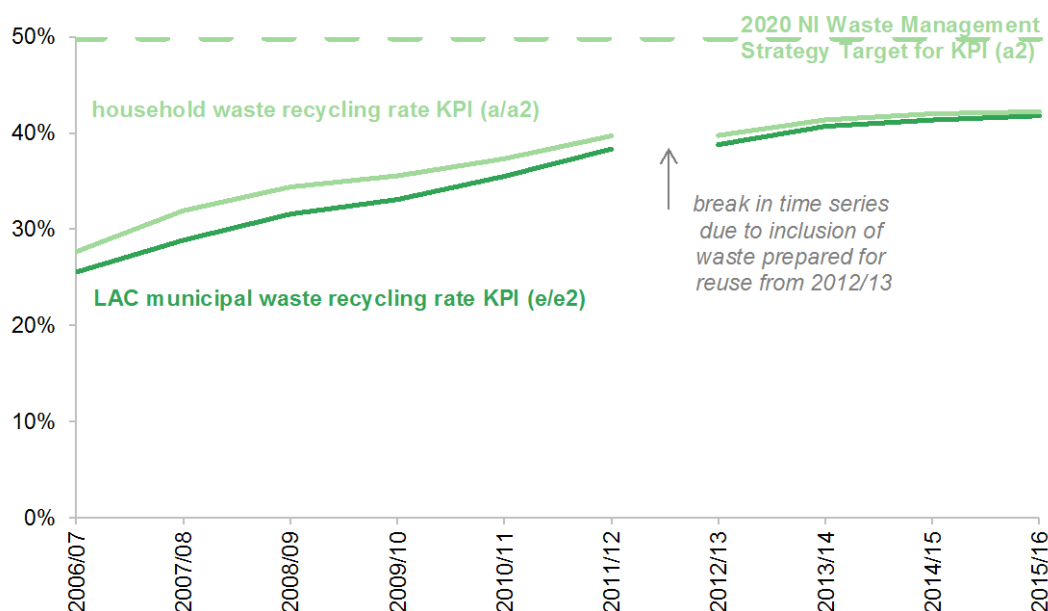 2020 NI Waste Management
Strategy Target for KPI (a2)
50%
household waste recycling rate KPI (a/a2)
40%
break in time series
due to inclusion of
waste prepared for
reuse from 2012/13
30%
LAC municipal waste recycling rate KPI (e/e2)
20%
10%
0%
2006/07
2007/08
2008/09
2009/10
2010/11
2011/12
2012/13
2013/14
2014/15
2015/16